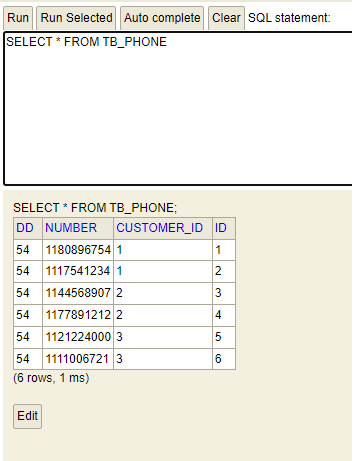 Run Run Selected Auto complete Clear SQL statement:
SELECT * FROM TB_PHONE
SELECT * FROM TB_PHONE;
DD NUMBER CUSTOMER_ID ID
54 1180896754 1 1
54 1117541234 1 2
54 1144568907 2 3
54 1177891212 2 4
54 1121224000 3 5
54 1111006721 3 6
(6 rows, 1 ms)
Edit